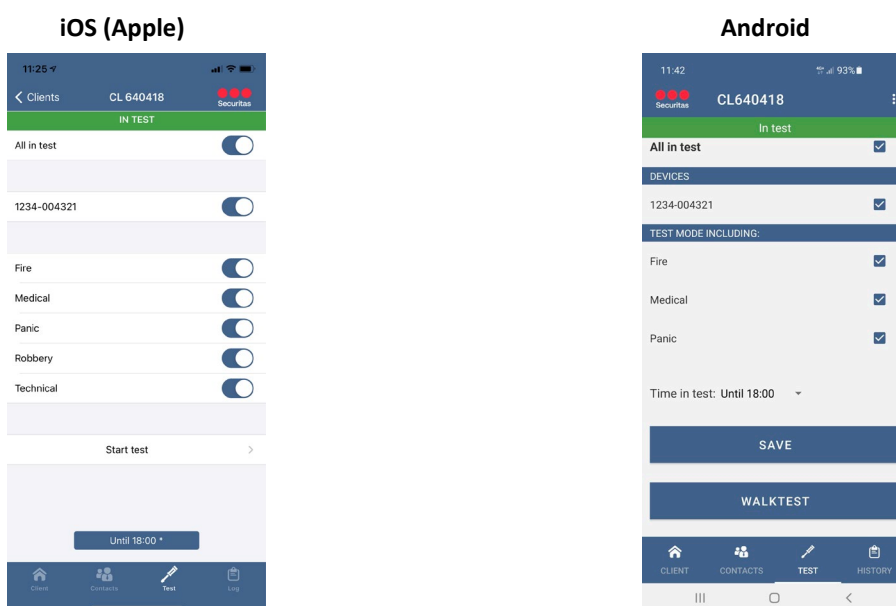 iOS (Apple)
11:25
Clients
CL 640418
Securitas
IN TEST
All in test
1234-004321
Fire
Medical
Panic
Robbery
Technical
Start test
Until 18:00 *
Client
Contacts
Test
Log
Android
11:42
93%
Securitas
CL640418
In test
All in test
DEVICES
1234-004321
TEST MODE INCLUDING:
Fire
Medical
Panic
Time in test: Until 18:00
SAVE
WALKTEST
CLIENT
CONTACTS
TEST
HISTORY